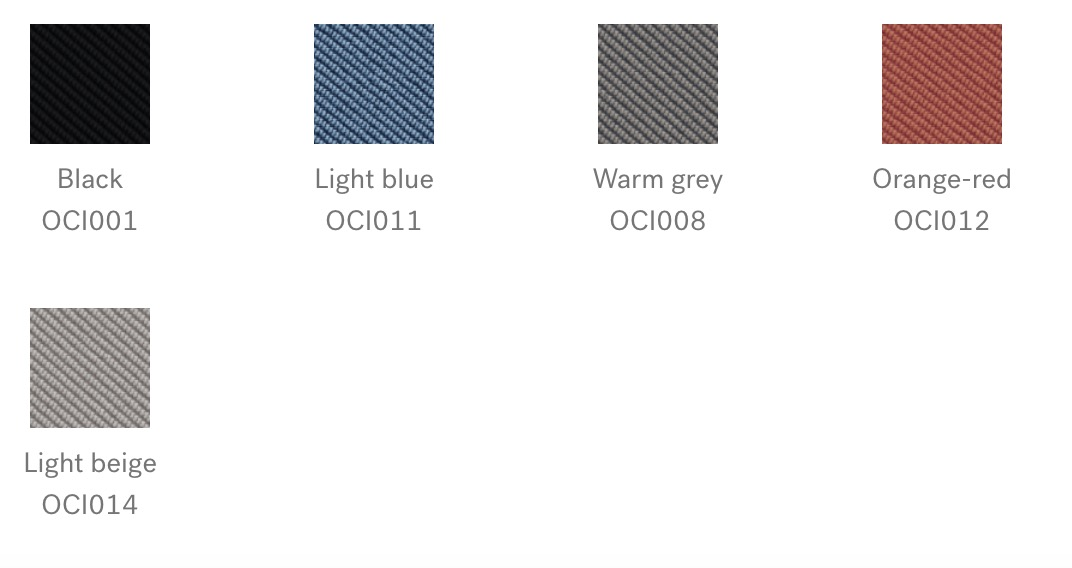 Black
OCI001
Light blue
OCI011
Warm grey
OCI008
Orange-red
OCI012
Light beige
OCI014